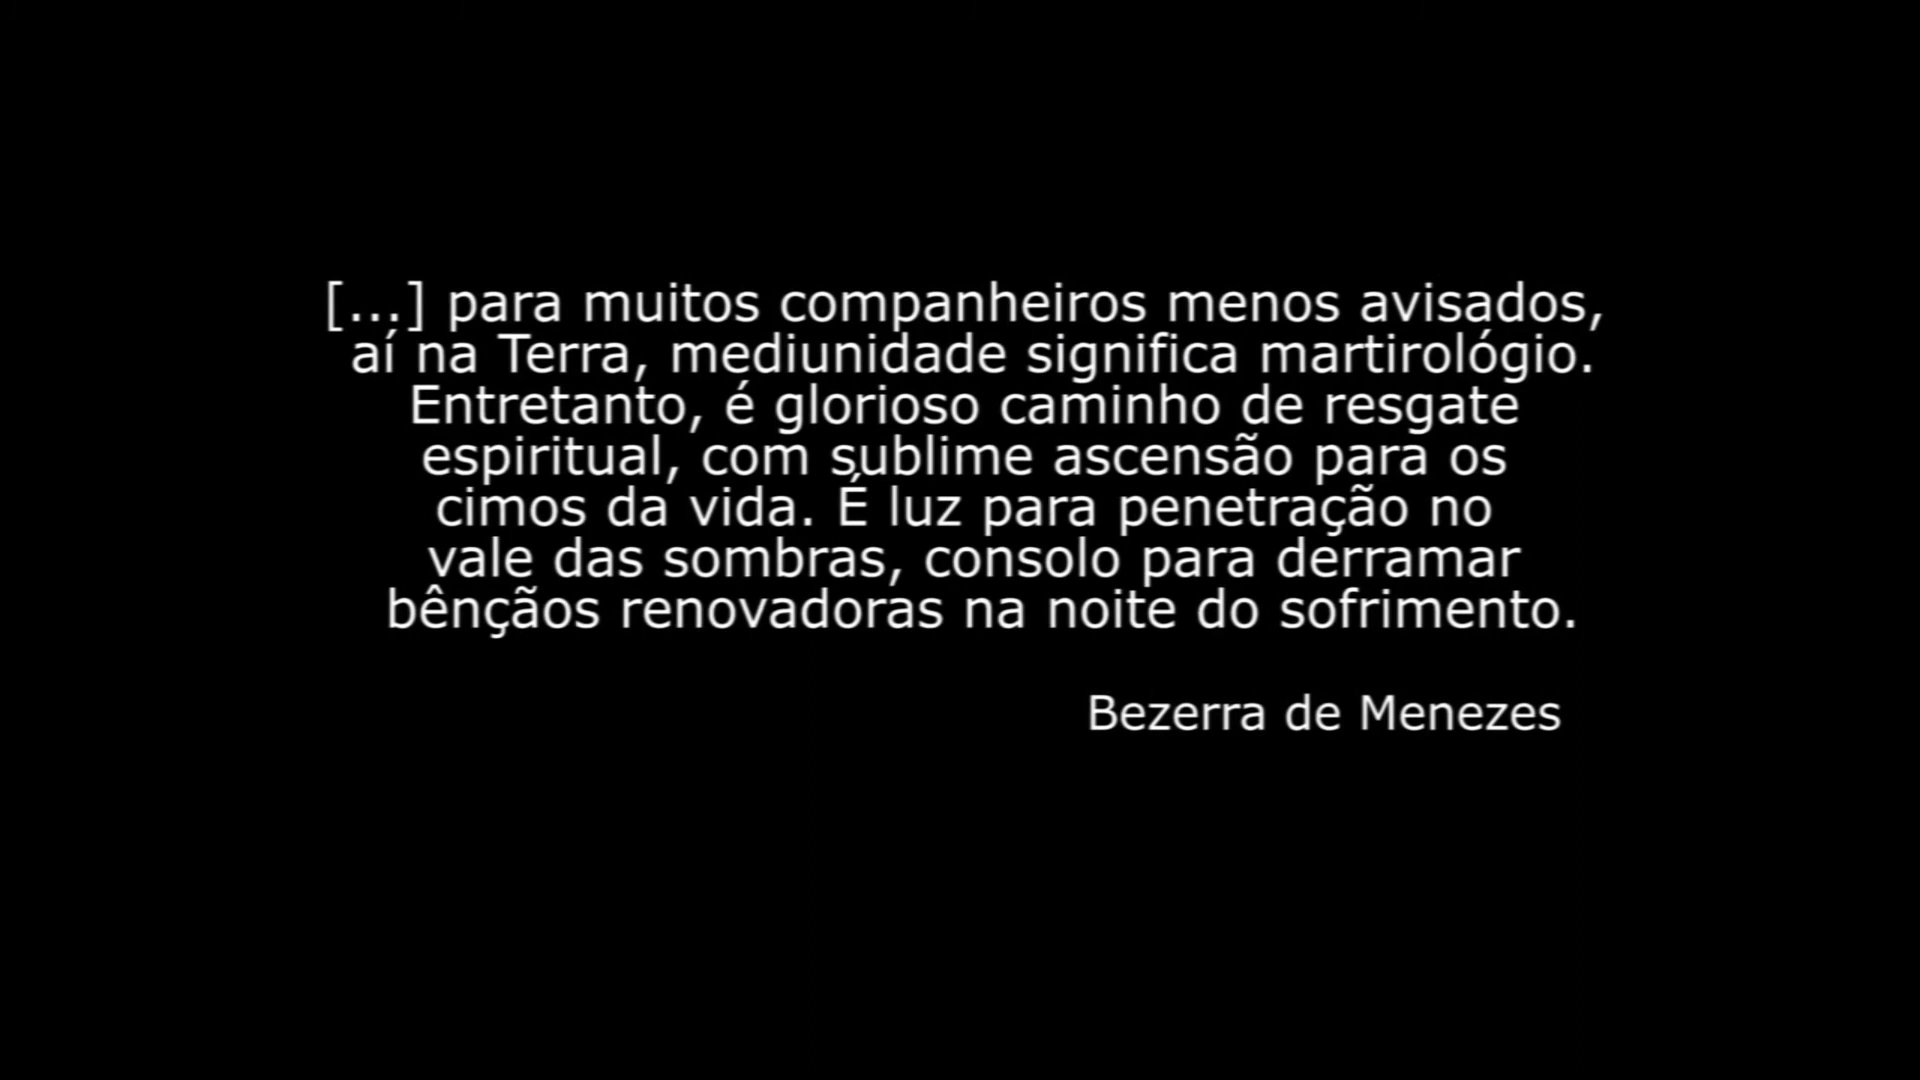 [...] para muitos companheiros menos avisados,
aí na Terra, mediunidade significa martirológio.
Entretanto, é glorioso caminho de resgate
espiritual, com sublime ascensão para os
cimos da vida. É luz para penetração no
vale das sombras, consolo para derramar
bênçãos renovadoras na noite do sofrimento.
Bezerra de Menezes